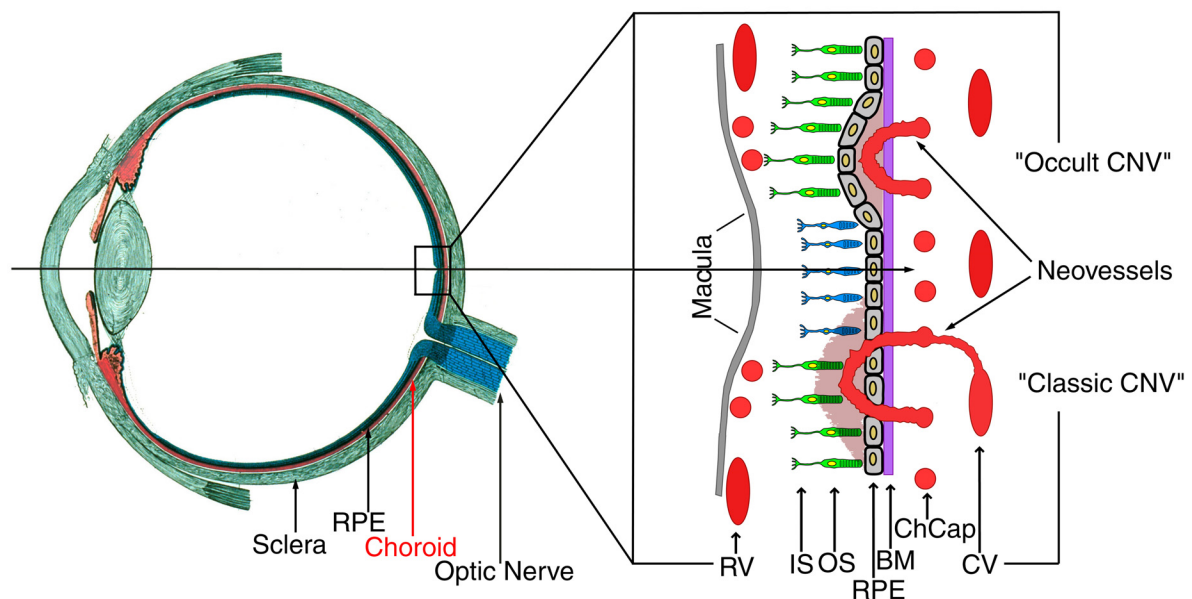 Sclera
RPE
Choroid
Optic Nerve
Macula
"Occult CNV"
Neovessels
"Classic CNV"
RV
IS
OS
RPE
BM
ChCap
CV